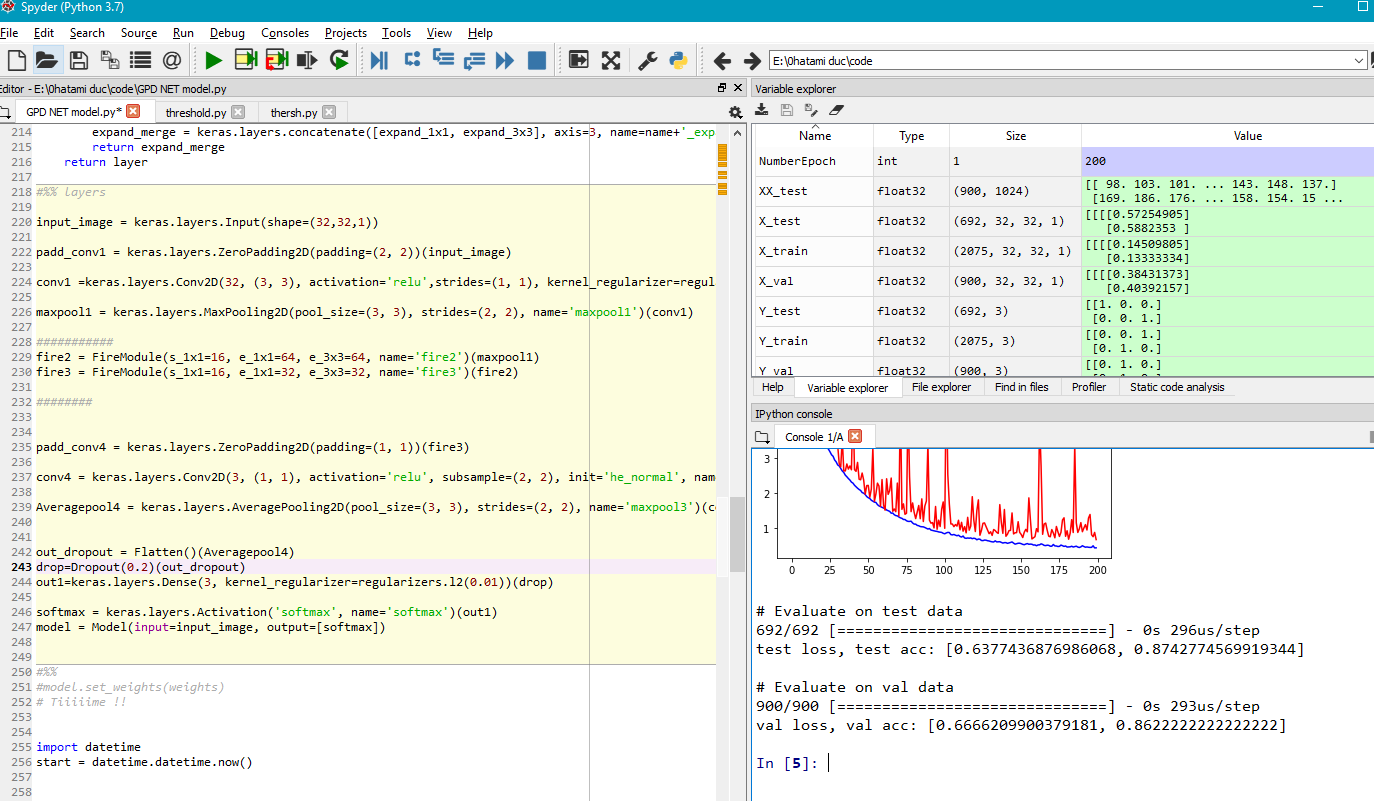 Spyder (Python 3.7)
File Edit Search Source Run Debug Consoles Projects Tools View Help
E:\0hatami duc\code
Editor - E:\0hatami duc\code\GPD NET model.py
GPD NET model.py* threshold.py thersh.py
214 expand_merge = keras.layers.concatenate([expand_1x1, expand_3x3], axis=3, name=name+'_exp
215 return expand_merge
216 return layer
217
218 #%% layers
219
220 input_image = keras.layers.Input(shape=(32,32,1))
221
222 padd_conv1 = keras.layers.ZeroPadding2D(padding=(2, 2))(input_image)
223
224 conv1 =keras.layers.Conv2D(32, (3, 3), activation='relu',strides=(1, 1), kernel_regularizer=regul
225
226 maxpool1 = keras.layers.MaxPooling2D(pool_size=(3, 3), strides=(2, 2), name='maxpool1')(conv1)
227
228 ###########
229 fire2 = FireModule(s_1x1=16, e_1x1=64, e_3x3=64, name='fire2')(maxpool1)
230 fire3 = FireModule(s_1x1=16, e_1x1=32, e_3x3=32, name='fire3')(fire2)
231
232 ########
233
234
235 padd_conv4 = keras.layers.ZeroPadding2D(padding=(1, 1))(fire3)
236
237 conv4 = keras.layers.Conv2D(3, (1, 1), activation='relu', subsample=(2, 2), init='he_normal', nam
238
239 Averagepool4 = keras.layers.AveragePooling2D(pool_size=(3, 3), strides=(2, 2), name='maxpool3')(co
240
241
242 out_dropout = Flatten()(Averagepool4)
243 drop=Dropout(0.2)(out_dropout)
244 out1=keras.layers.Dense(3, kernel_regularizer=regularizers.l2(0.01))(drop)
245
246 softmax = keras.layers.Activation('softmax', name='softmax')(out1)
247 model = Model(input=input_image, output=[softmax])
248
249
250 #%%
251 #model.set_weights(weights)
252 # Tiiiiime !!
253
254
255 import datetime
256 start = datetime.datetime.now()
257
258
Variable explorer
Name Type Size Value
NumberEpoch int 1 200
XX_test float32 (900, 1024) [[ 98. 103. 101. ... 143. 148. 137.]
[169. 186. 176. ... 158. 154. 15 ...
X_test float32 (692, 32, 32, 1) [[[[0.57254905]
[0.5882353 ]
X_train float32 (2075, 32, 32, 1) [[[[0.14509805]
[0.13333334]
X_val float32 (900, 32, 32, 1) [[[[0.38431373]
[0.40392157]
Y_test float32 (692, 3) [[1. 0. 0.]
[0. 0. 1.]
Y_train float32 (2075, 3) [[0. 0. 1.]
[0. 1. 0.]
Y_val float32 (900, 3) [[0. 1. 0.]
Help Variable explorer File explorer Find in files Profiler Static code analysis
IPython console
Console 1/A
3
2
1
0 25 50 75 100 125 150 175 200
# Evaluate on test data
692/692 [==============================] - 0s 296us/step
test loss, test acc: [0.6377436876986068, 0.8742774569919344]
# Evaluate on val data
900/900 [==============================] - 0s 293us/step
val loss, val acc: [0.6666209900379181, 0.8622222222222222]
In [5]: